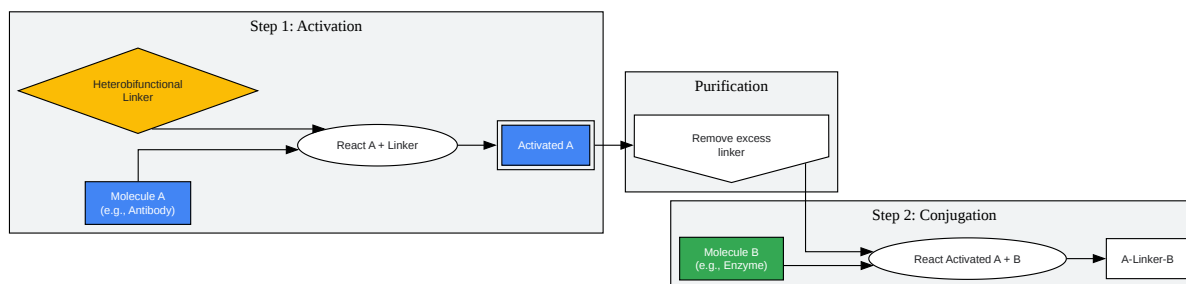 Step 1: Activation
Heterobifunctional
Linker
React A + Linker
Activated A
Molecule A
(e.g., Antibody)
Purification
Remove excess
linker
Step 2: Conjugation
Molecule B
(e.g., Enzyme)
React Activated A + B
A-Linker-B